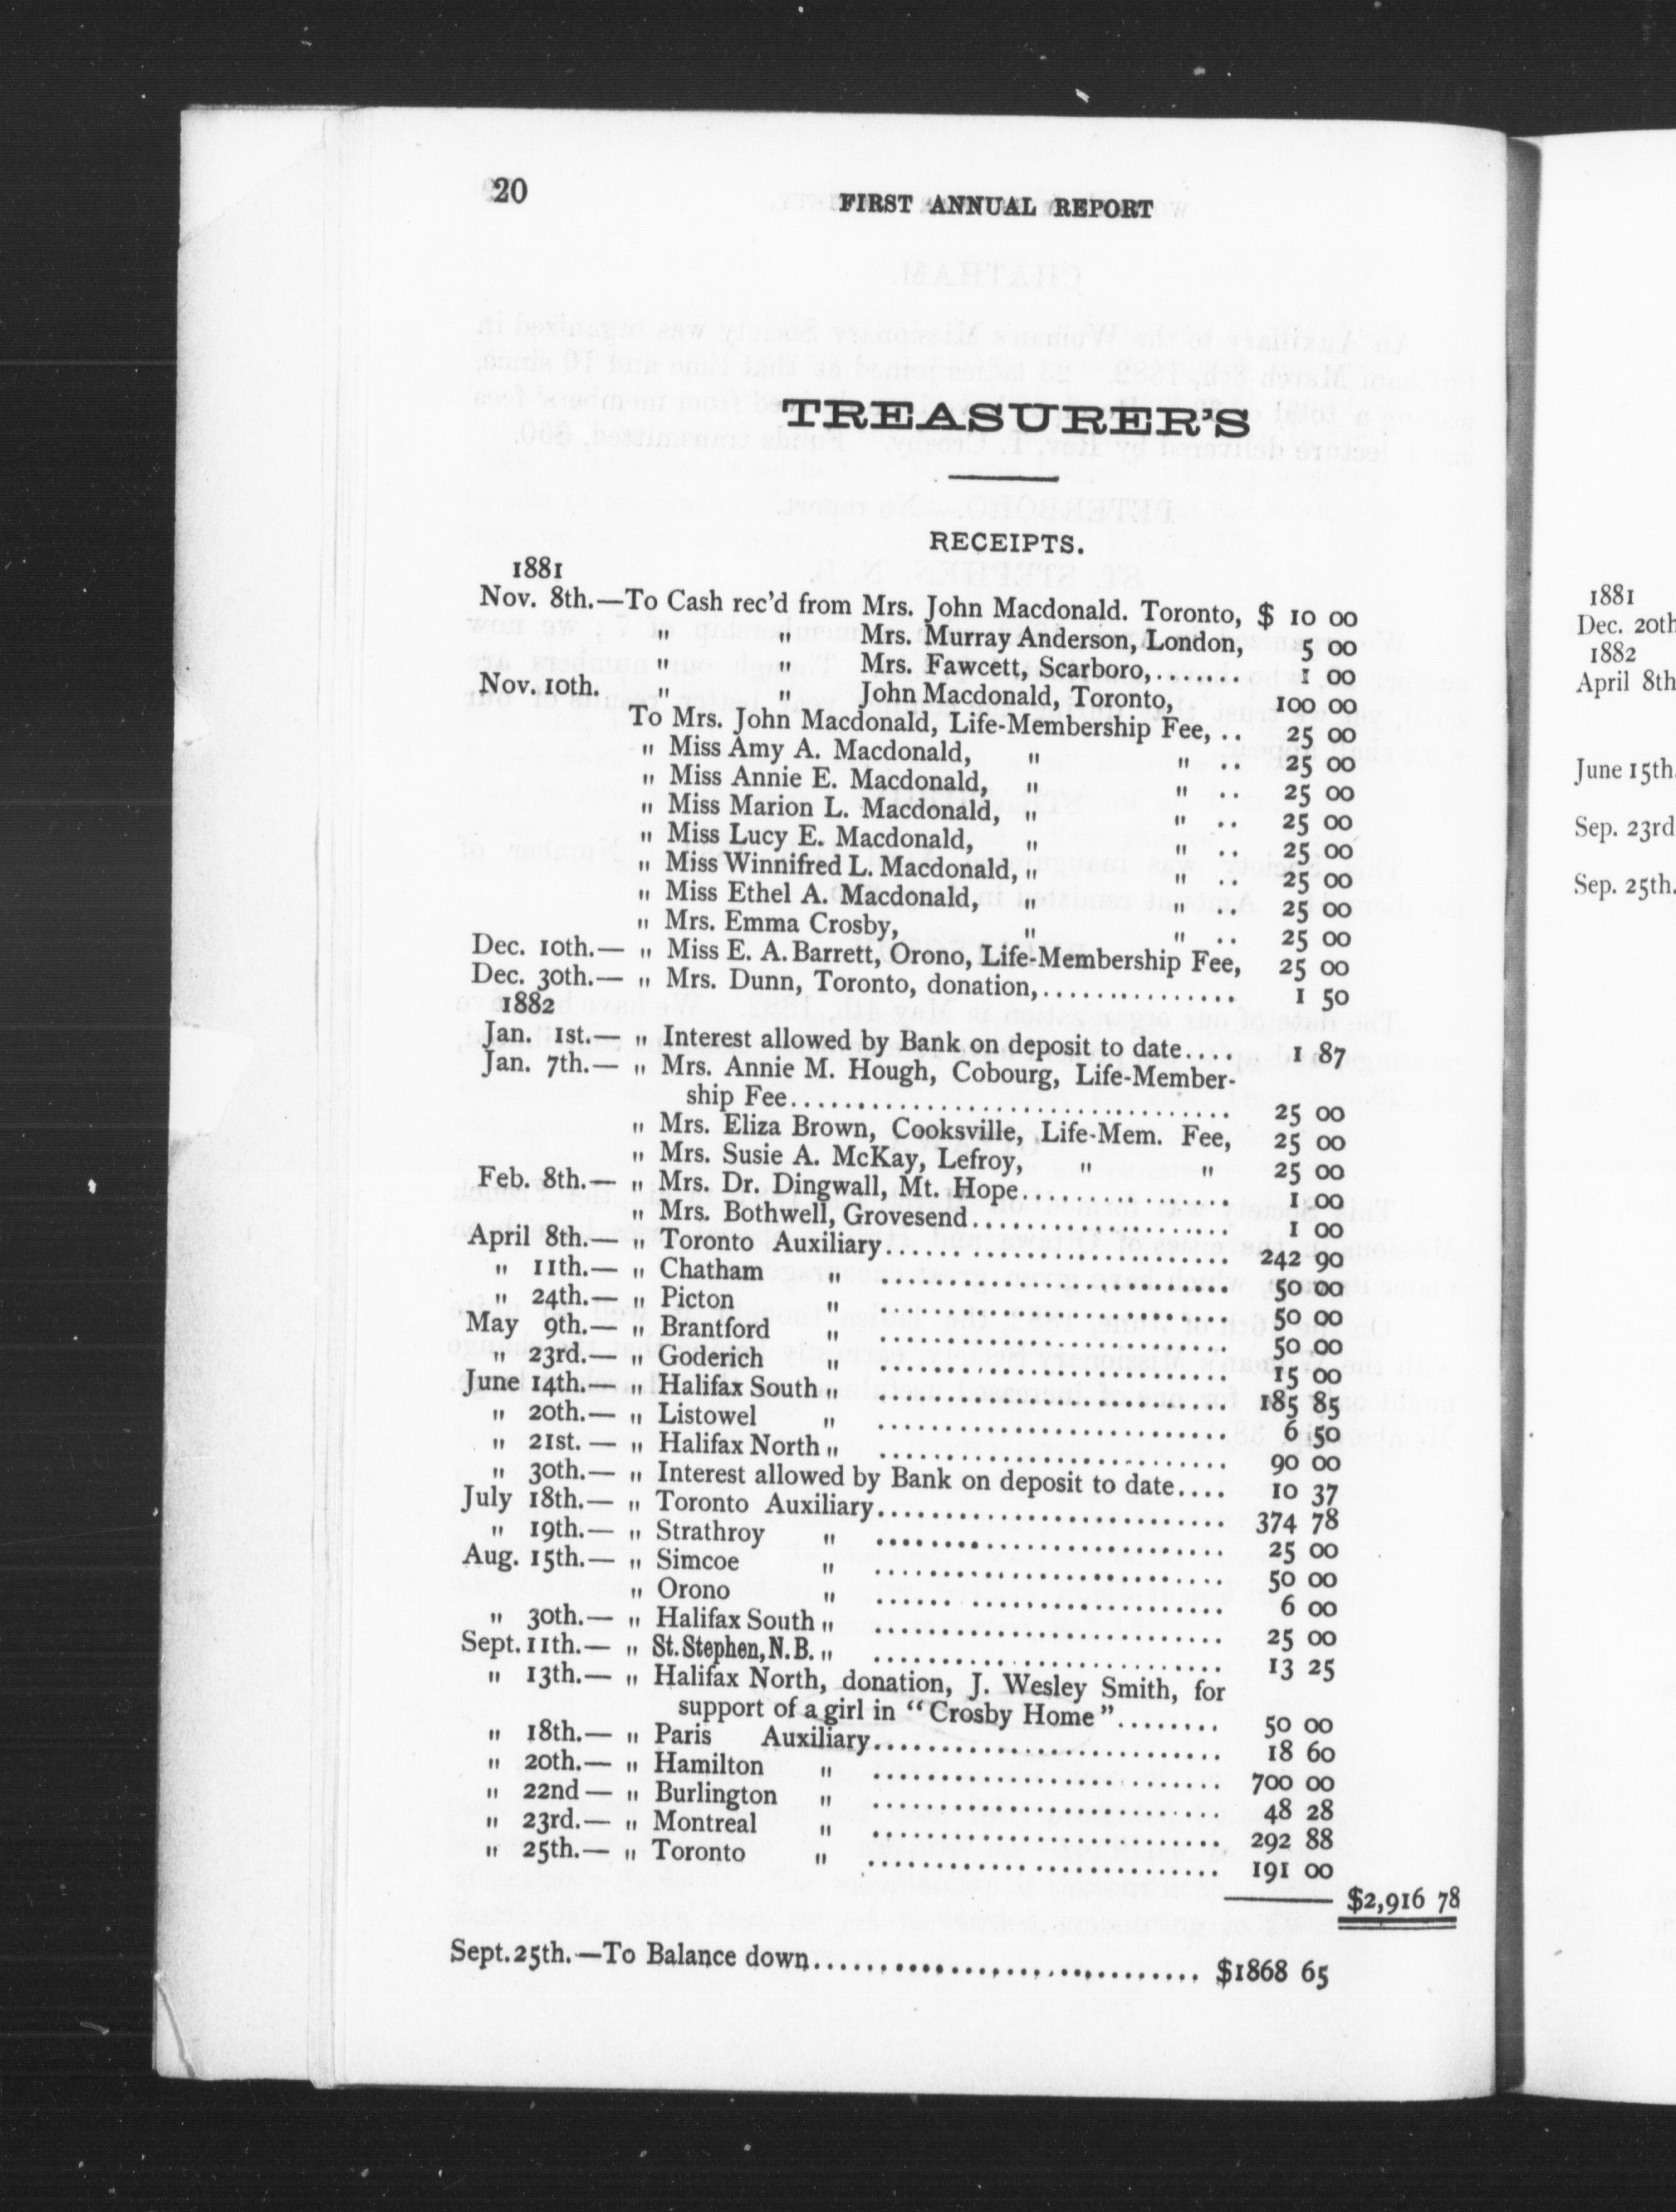 20
FIRST ANNUAL REPORT
TREASURER'S
RECEIPTS.
1881
Nov. 8th.—To Cash rec'd from Mrs. John Macdonald. Toronto, $ 10 00
" " Mrs. Murray Anderson, London, 5 00
" " Mrs. Fawcett, Scarboro,....... 1 00
Nov. 10th. " " John Macdonald, Toronto, 100 00
To Mrs. John Macdonald, Life-Membership Fee, .. 25 00
" Miss Amy A. Macdonald, " " .. 25 00
" Miss Annie E. Macdonald, " " .. 25 00
" Miss Marion L. Macdonald, " " .. 25 00
" Miss Lucy E. Macdonald, " " .. 25 00
" Miss Winnifred L. Macdonald, " " .. 25 00
" Miss Ethel A. Macdonald, " " .. 25 00
" Mrs. Emma Crosby, " " .. 25 00
Dec. 10th.— " Miss E. A. Barrett, Orono, Life-Membership Fee, 25 00
Dec. 30th.— " Mrs. Dunn, Toronto, donation,............... 1 50
1882
Jan. 1st.— " Interest allowed by Bank on deposit to date.... 1 87
Jan. 7th.— " Mrs. Annie M. Hough, Cobourg, Life-Member-
ship Fee................................. 25 00
" Mrs. Eliza Brown, Cooksville, Life-Mem. Fee, 25 00
" Mrs. Susie A. McKay, Lefroy, " " 25 00
Feb. 8th.— " Mrs. Dr. Dingwall, Mt. Hope................ 1 00
" Mrs. Bothwell, Grovesend.................... 1 00
April 8th.— " Toronto Auxiliary.......................... 242 90
" 11th.— " Chatham " .......................... 50 00
" 24th.— " Picton " .......................... 50 00
May 9th.— " Brantford " .......................... 50 00
" 23rd.— " Goderich " .......................... 15 00
June 14th.— " Halifax South " .......................... 185 85
" 20th.— " Listowel " .......................... 6 50
" 21st.— " Halifax North " .......................... 90 00
" 30th.— " Interest allowed by Bank on deposit to date.... 10 37
July 18th.— " Toronto Auxiliary.......................... 374 78
" 19th.— " Strathroy " .......................... 25 00
Aug. 15th.— " Simcoe " .......................... 50 00
" Orono " .......................... 6 00
" 30th.— " Halifax South " .......................... 25 00
Sept. 11th.— " St. Stephen, N.B. " .......................... 13 25
" 13th.— " Halifax North, donation, J. Wesley Smith, for
support of a girl in "Crosby Home"........ 50 00
" 18th.— " Paris Auxiliary.......................... 18 60
" 20th.— " Hamilton " .......................... 700 00
" 22nd— " Burlington " .......................... 48 28
" 23rd.— " Montreal " .......................... 292 88
" 25th.— " Toronto " .......................... 191 00
$2,916 78
Sept. 25th.—To Balance down............................. $1868 65
1881
Dec. 20th
1882
April 8th
June 15th.
Sep. 23rd
Sep. 25th.